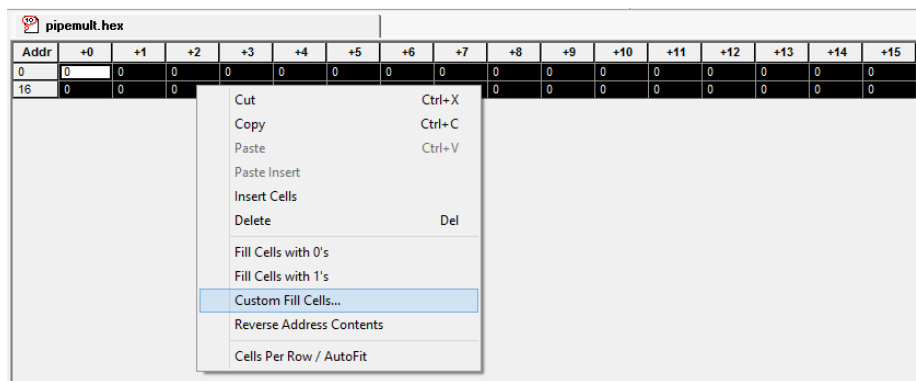 pipemult.hex
Addr +0 +1 +2 +3 +4 +5 +6 +7 +8 +9 +10 +11 +12 +13 +14 +15
0 0 0 0 0 0 0 0 0 0 0 0 0 0 0 0 0
16 0 0 0 0 0 0 0 0 0 0 0
Cut Ctrl+X
Copy Ctrl+C
Paste Ctrl+V
Paste Insert
Insert Cells
Delete Del
Fill Cells with 0's
Fill Cells with 1's
Custom Fill Cells...
Reverse Address Contents
Cells Per Row / AutoFit